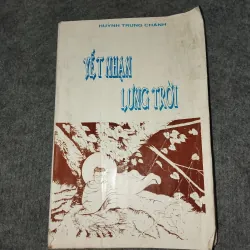 HUỲNH TRUNG CHÁNH
VẾT NHẠN
LƯNG TRỜI